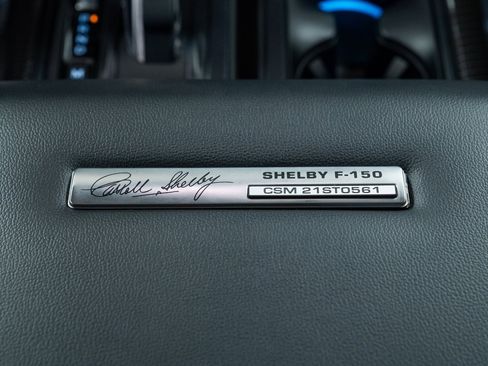 Carroll Shelby
SHELBY F-150
CSM 21ST0561